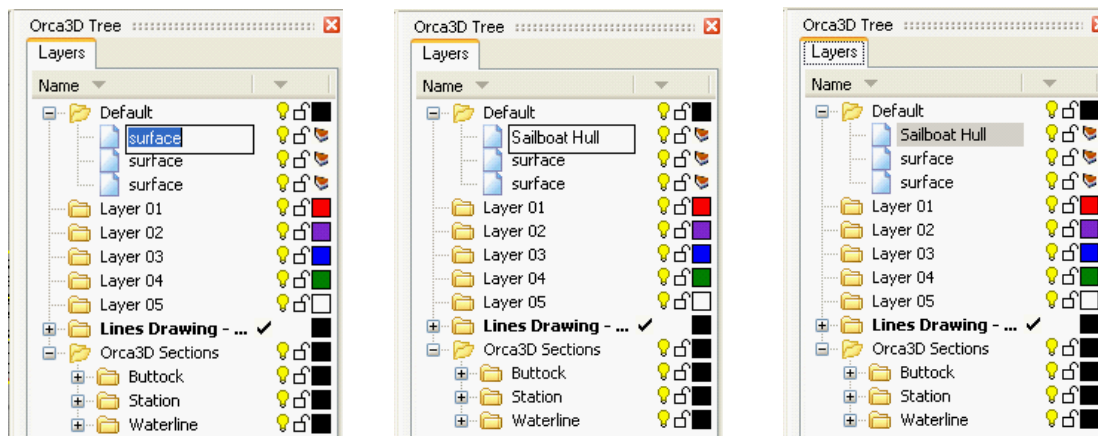 Orca3D Tree
Layers
Name
Default
surface
surface
surface
Layer 01
Layer 02
Layer 03
Layer 04
Layer 05
Lines Drawing - ...
Orca3D Sections
Buttock
Station
Waterline
Orca3D Tree
Layers
Name
Default
Sailboat Hull
surface
surface
Layer 01
Layer 02
Layer 03
Layer 04
Layer 05
Lines Drawing - ...
Orca3D Sections
Buttock
Station
Waterline
Orca3D Tree
Layers
Name
Default
Sailboat Hull
surface
surface
Layer 01
Layer 02
Layer 03
Layer 04
Layer 05
Lines Drawing - ...
Orca3D Sections
Buttock
Station
Waterline